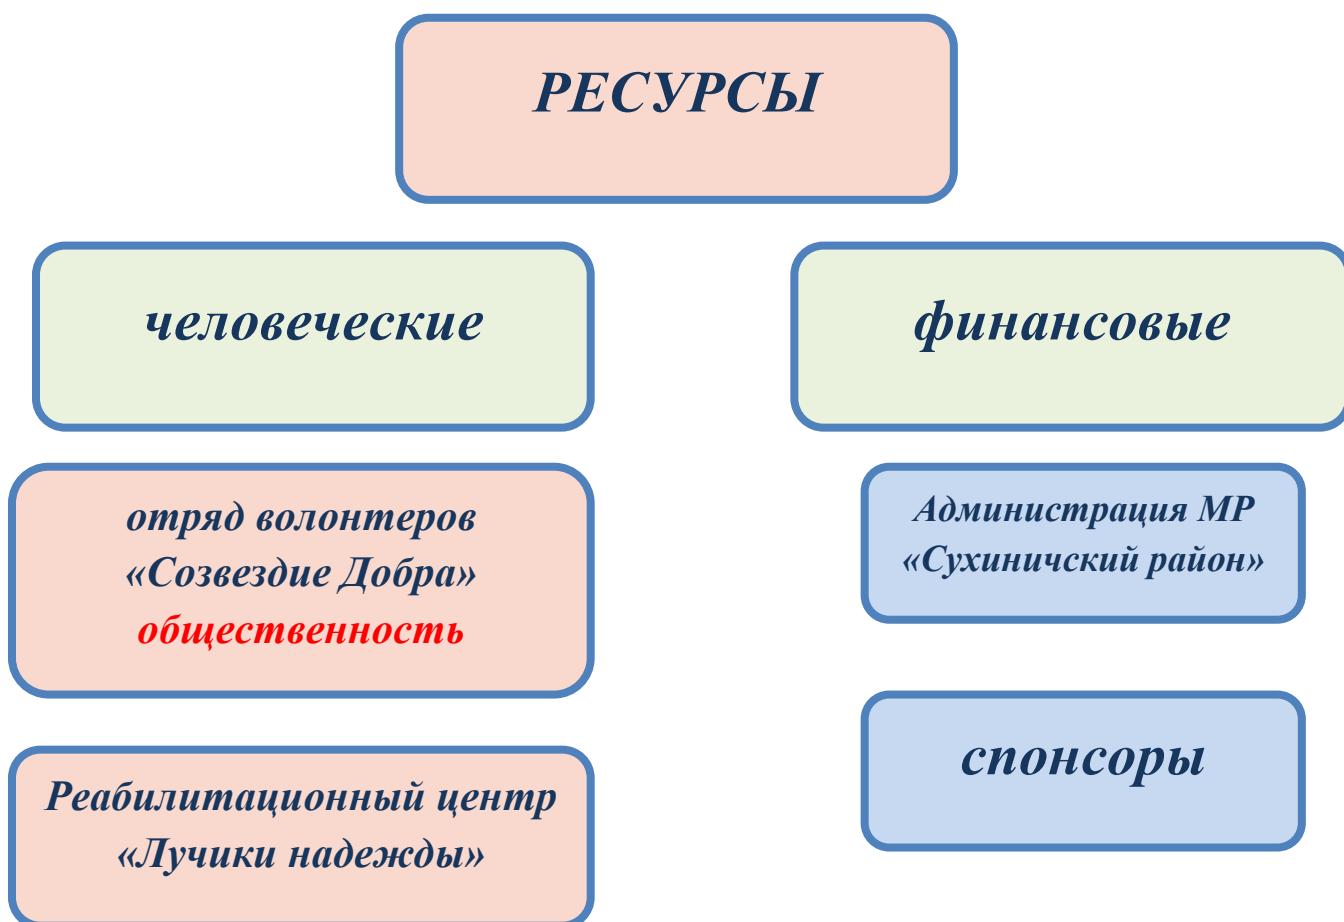 РЕСУРСЫ
человеческие
финансовые
отряд волонтеров
«Созвездие Добра»
общественность
Администрация МР
«Сухиничский район»
спонсоры
Реабилитационный центр
«Лучики надежды»